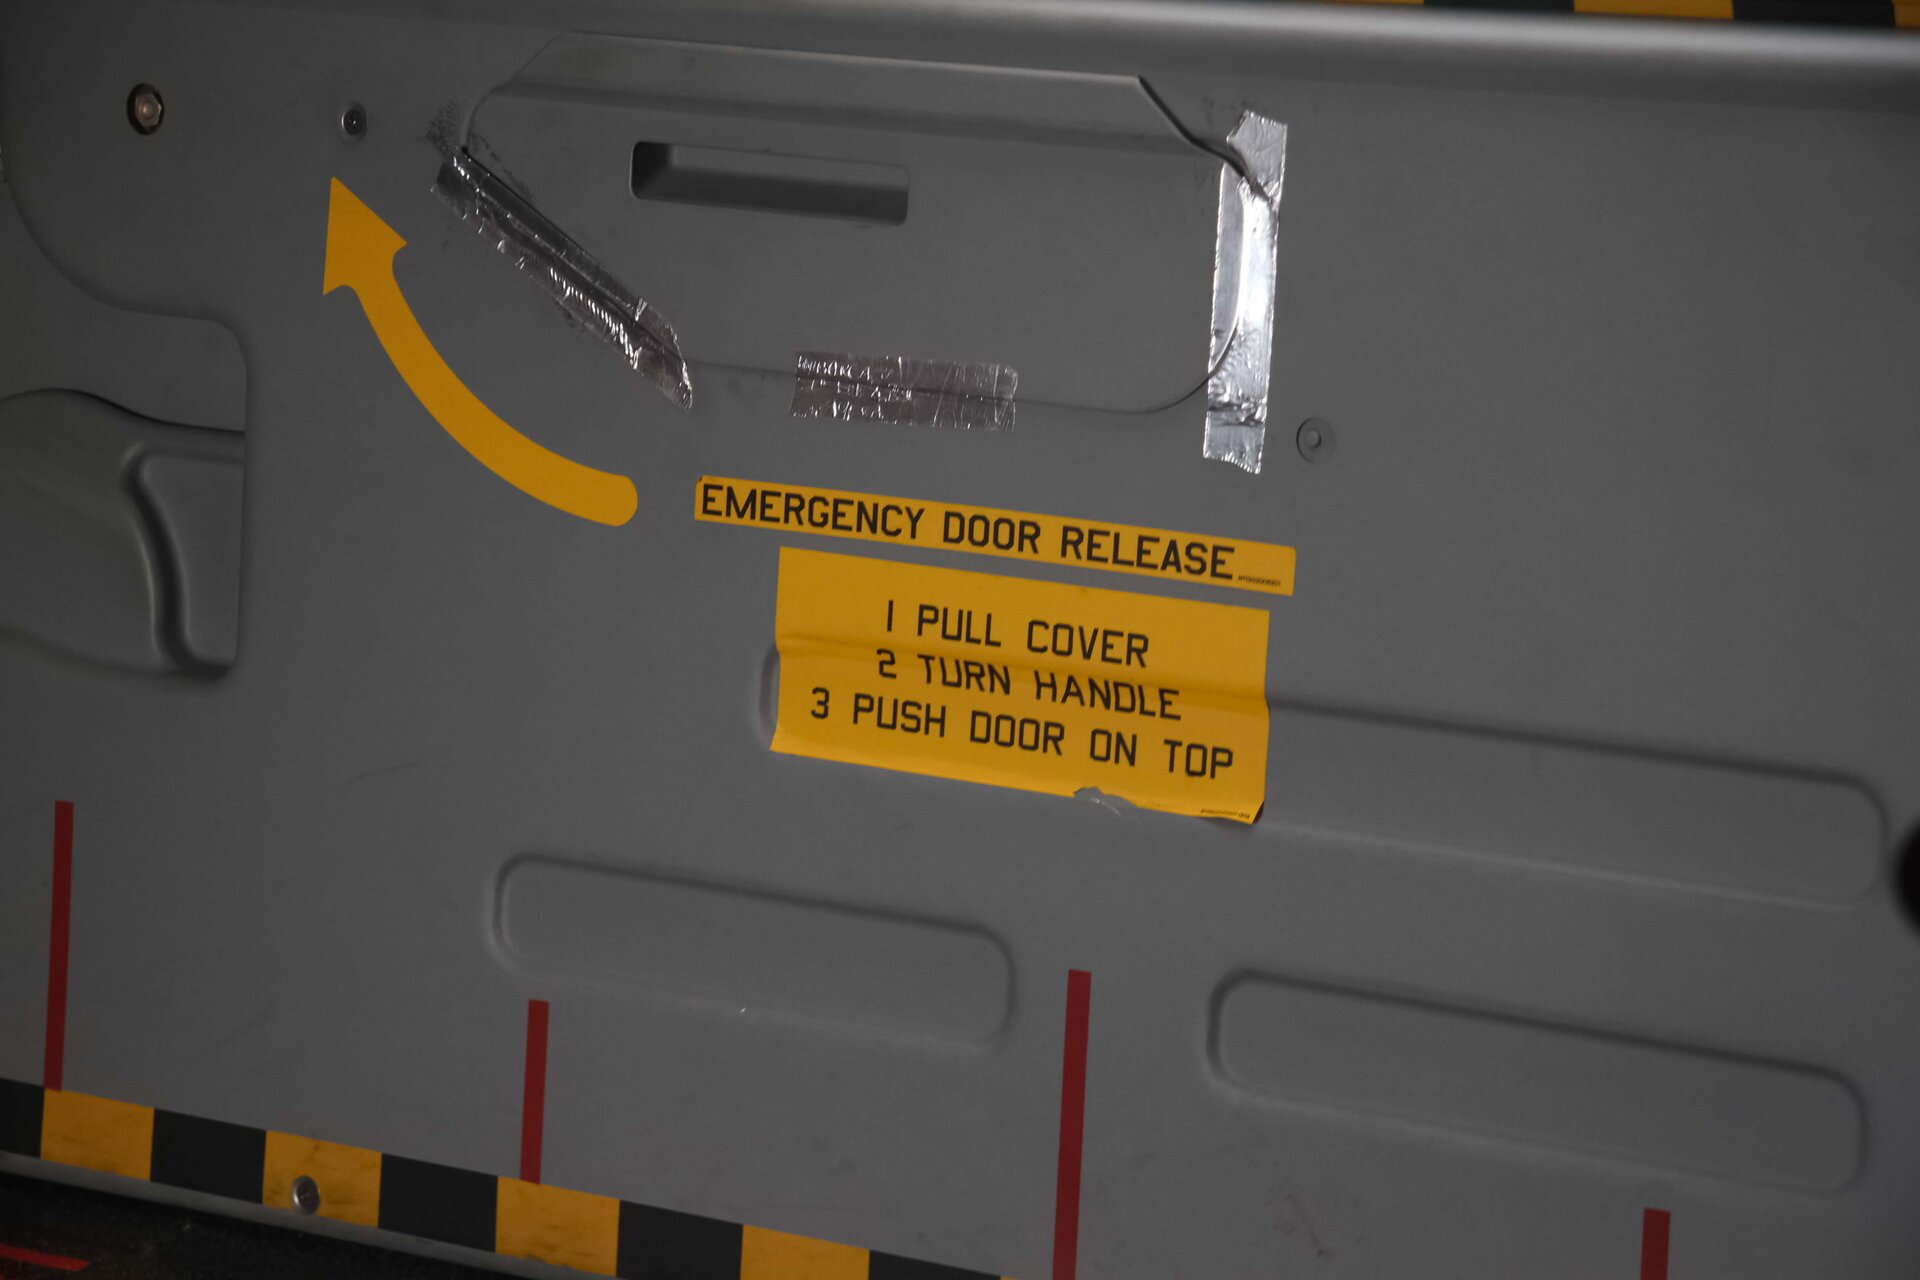 EMERGENCY DOOR RELEASE
1 PULL COVER
2 TURN HANDLE
3 PUSH DOOR ON TOP